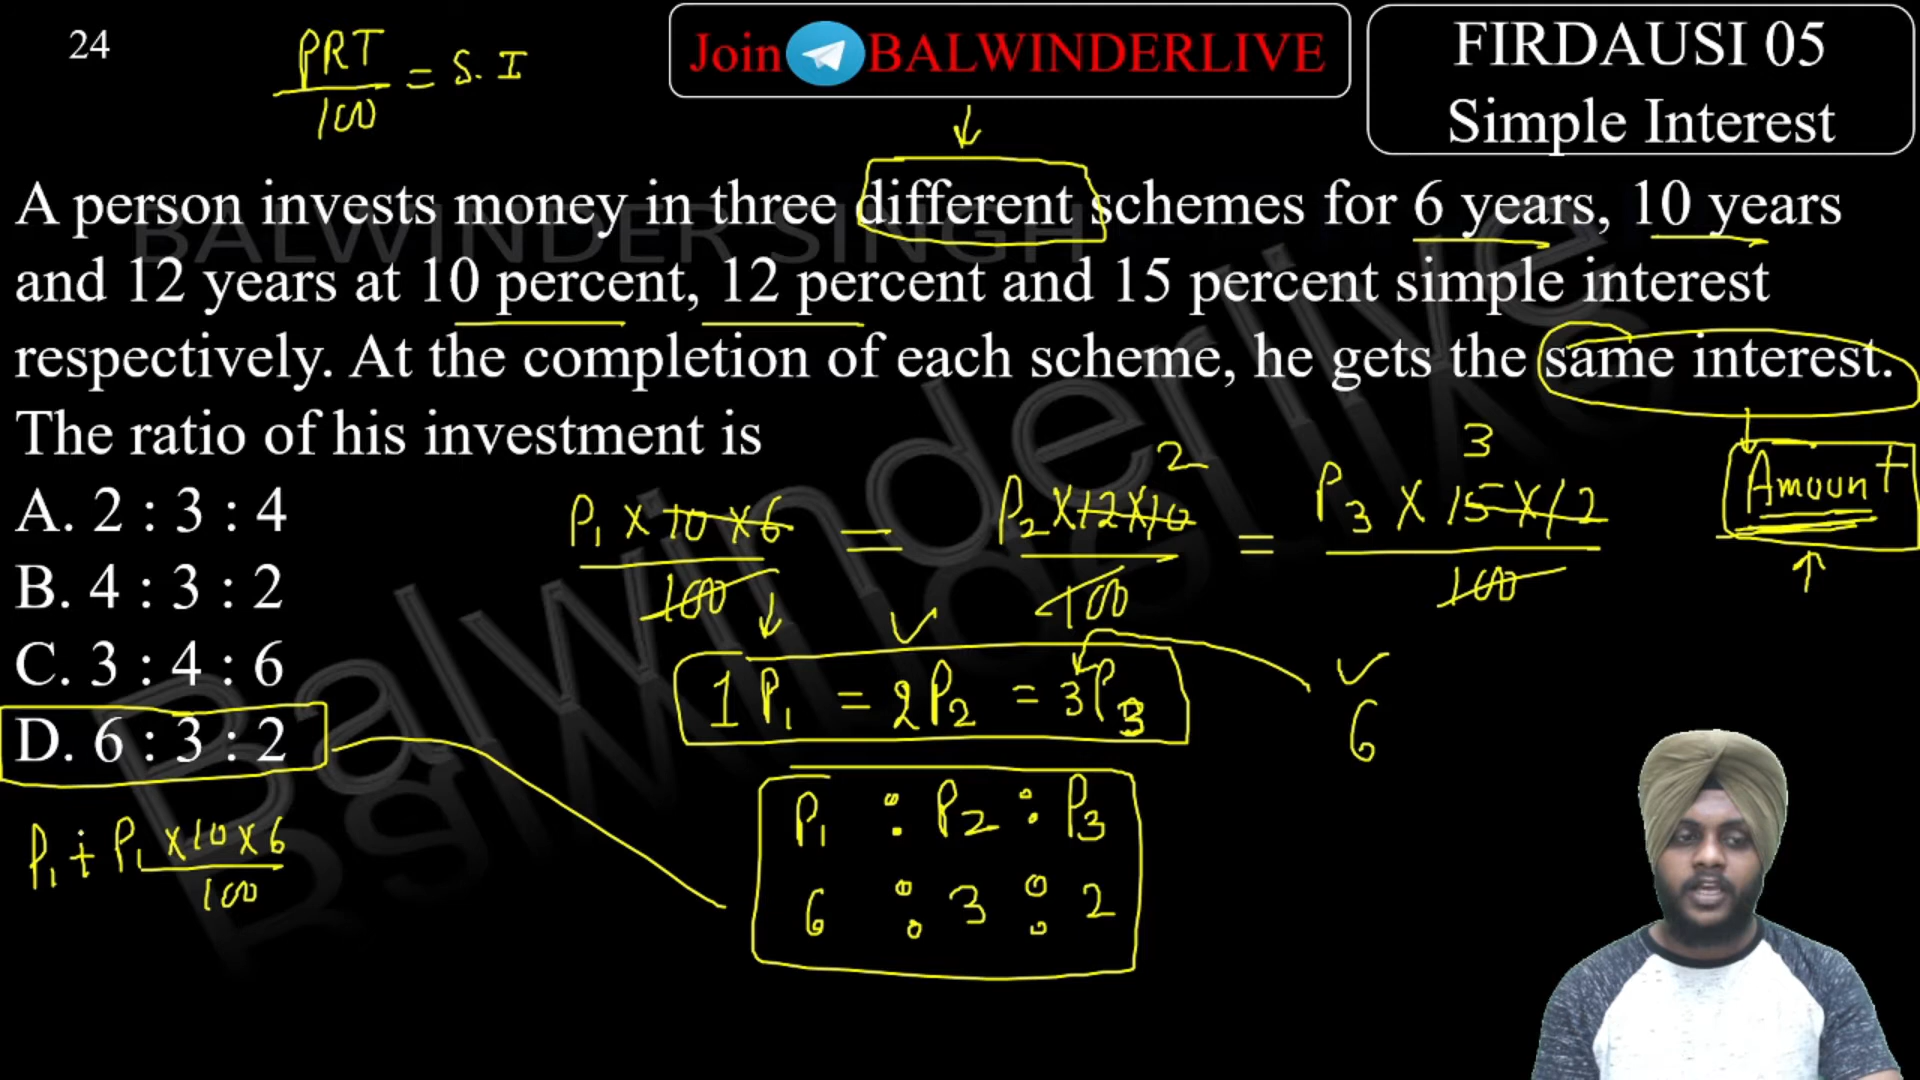 24
PRT
100
= S.I
Join BALWINDERLIVE
FIRDAUSI 05
Simple Interest
A person invests money in three different schemes for 6 years, 10 years
and 12 years at 10 percent, 12 percent and 15 percent simple interest
respectively. At the completion of each scheme, he gets the same interest.
The ratio of his investment is
A. 2 : 3 : 4
B. 4 : 3 : 2
C. 3 : 4 : 6
D. 6 : 3 : 2
2
3
P₁ × 10 × 6 = P₂ × 12 × 10 = P₃ × 15 × 12
100 100 100
Amount
1P₁ = 2P₂ = 3P₃
6
P₁ : P₂ : P₃
6 : 3 : 2
P₁ + P₁ × 10 × 6
100
BALWINDER SINGH
Balwinderlive